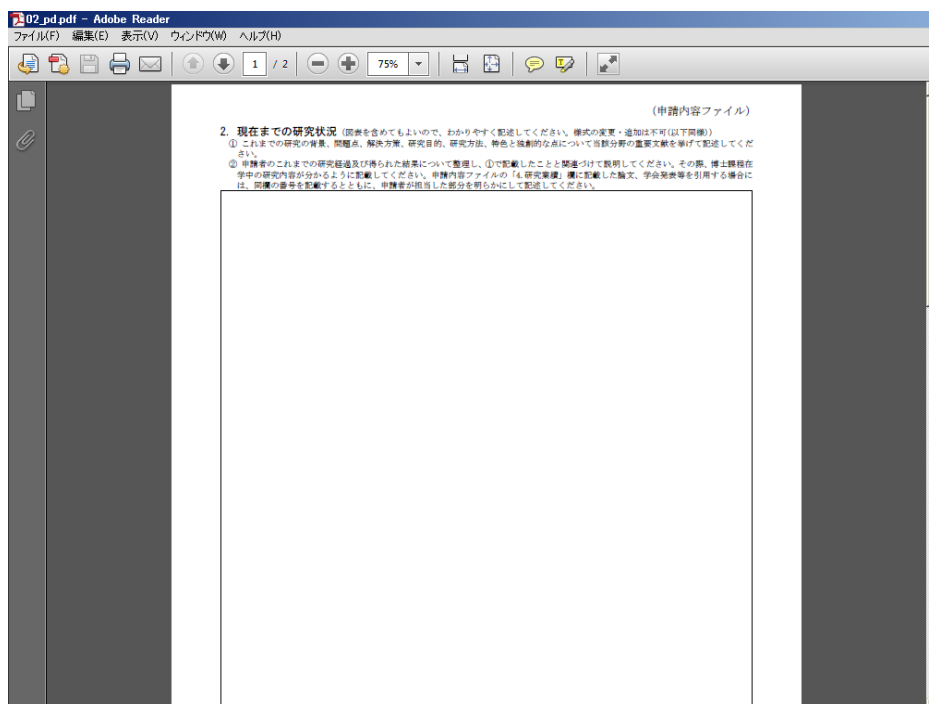 02_pd.pdf - Adobe Reader
ファイル(F) 編集(E) 表示(V) ウィンドウ(W) ヘルプ(H)
1 / 2 75%
(申請内容ファイル)
2. 現在までの研究状況 (図表を含めてもよいので、わかりやすく記述してください。様式の変更・追加は不可(以下同様))
① これまでの研究の背景、問題点、解決方策、研究目的、研究方法、特色と独創的な点について当該分野の重要文献を挙げて記述してくだ
さい。
② 申請者のこれまでの研究経過及び得られた結果について整理し、①で記載したことと関連づけて説明してください。その際、博士課程在
学中の研究内容が分かるように記載してください。申請内容ファイルの「4. 研究業績」欄に記載した論文、学会発表等を引用する場合に
は、同欄の番号を記載するとともに、申請者が担当した部分を明らかにして記述してください。